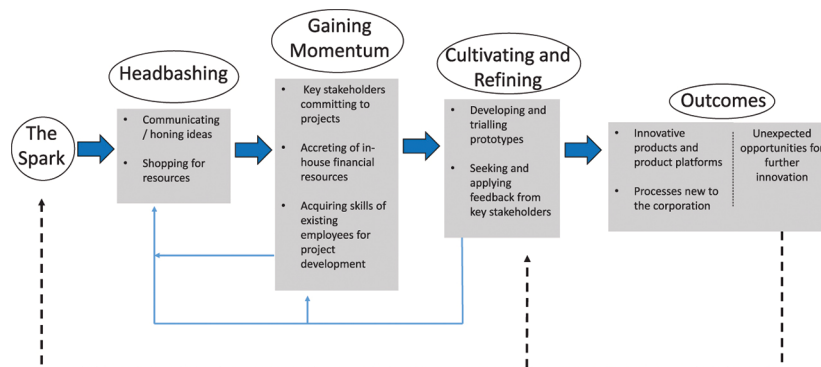 The
Spark
Headbashing
• Communicating
/ honing ideas
• Shopping for
resources
Gaining
Momentum
• Key stakeholders
committing to
projects
• Accreting of in-
house financial
resources
• Acquiring skills of
existing
employees for
project
development
Cultivating and
Refining
• Developing and
trialling
prototypes
• Seeking and
applying
feedback from
key stakeholders
Outcomes
• Innovative
products and
product platforms
• Processes new to
the corporation
Unexpected
opportunities for
further
innovation